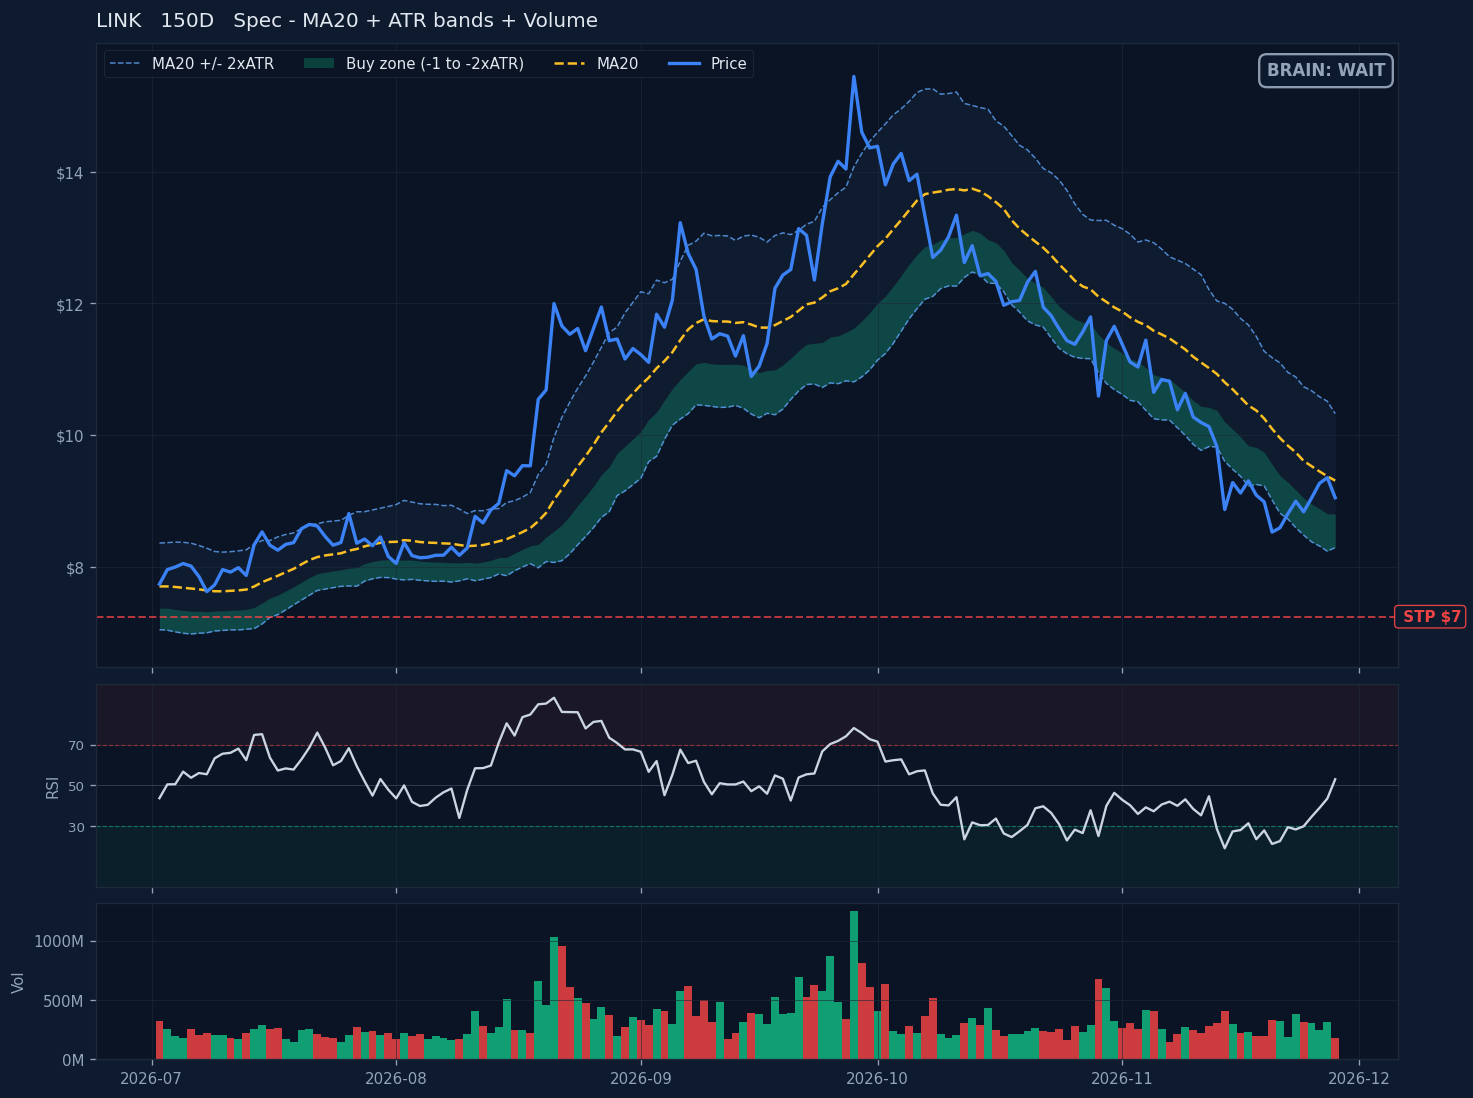 LINK   150D   Spec - MA20 + ATR bands + Volume
MA20 +/- 2xATR
Buy zone (-1 to -2xATR)
MA20
Price
BRAIN: WAIT
$14
$12
$10
$8
STP $7
RSI
70
50
30
Vol
1000M
500M
0M
2026-07
2026-08
2026-09
2026-10
2026-11
2026-12